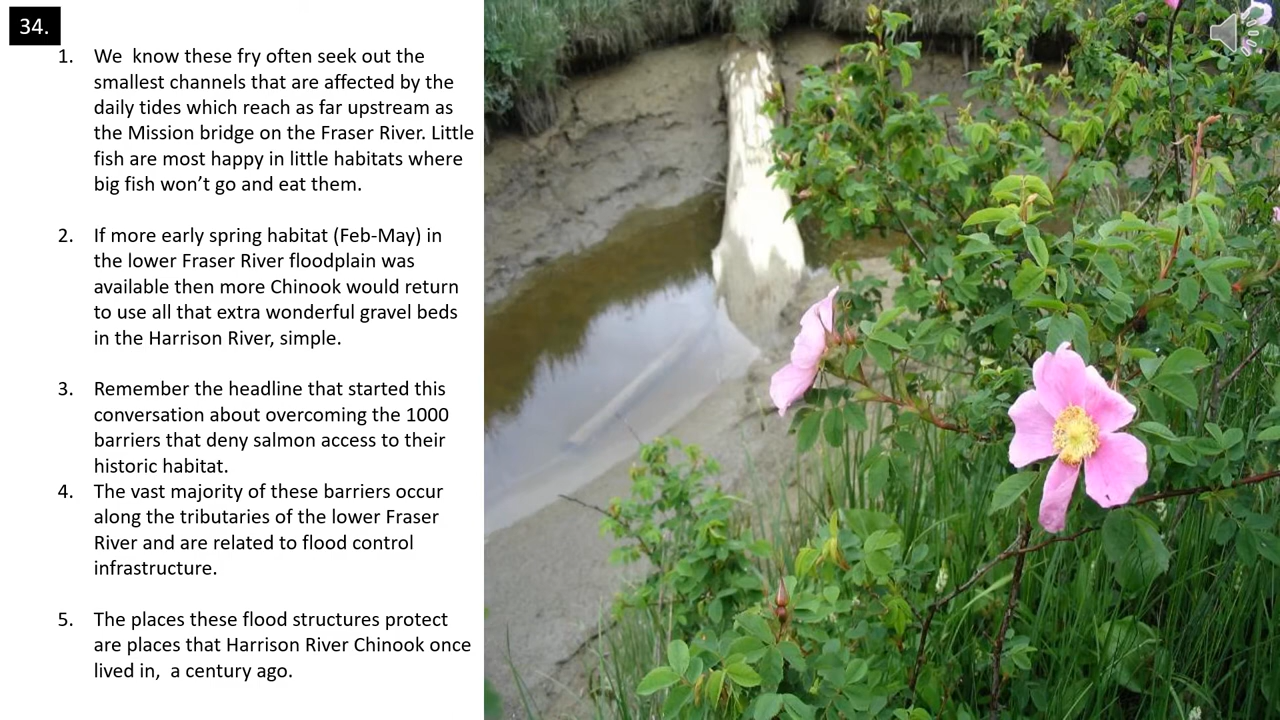 34.
1. We  know these fry often seek out the
smallest channels that are affected by the
daily tides which reach as far upstream as
the Mission bridge on the Fraser River. Little
fish are most happy in little habitats where
big fish won’t go and eat them.
2. If more early spring habitat (Feb-May) in
the lower Fraser River floodplain was
available then more Chinook would return
to use all that extra wonderful gravel beds
in the Harrison River, simple.
3. Remember the headline that started this
conversation about overcoming the 1000
barriers that deny salmon access to their
historic habitat.
4. The vast majority of these barriers occur
along the tributaries of the lower Fraser
River and are related to flood control
infrastructure.
5. The places these flood structures protect
are places that Harrison River Chinook once
lived in,  a century ago.